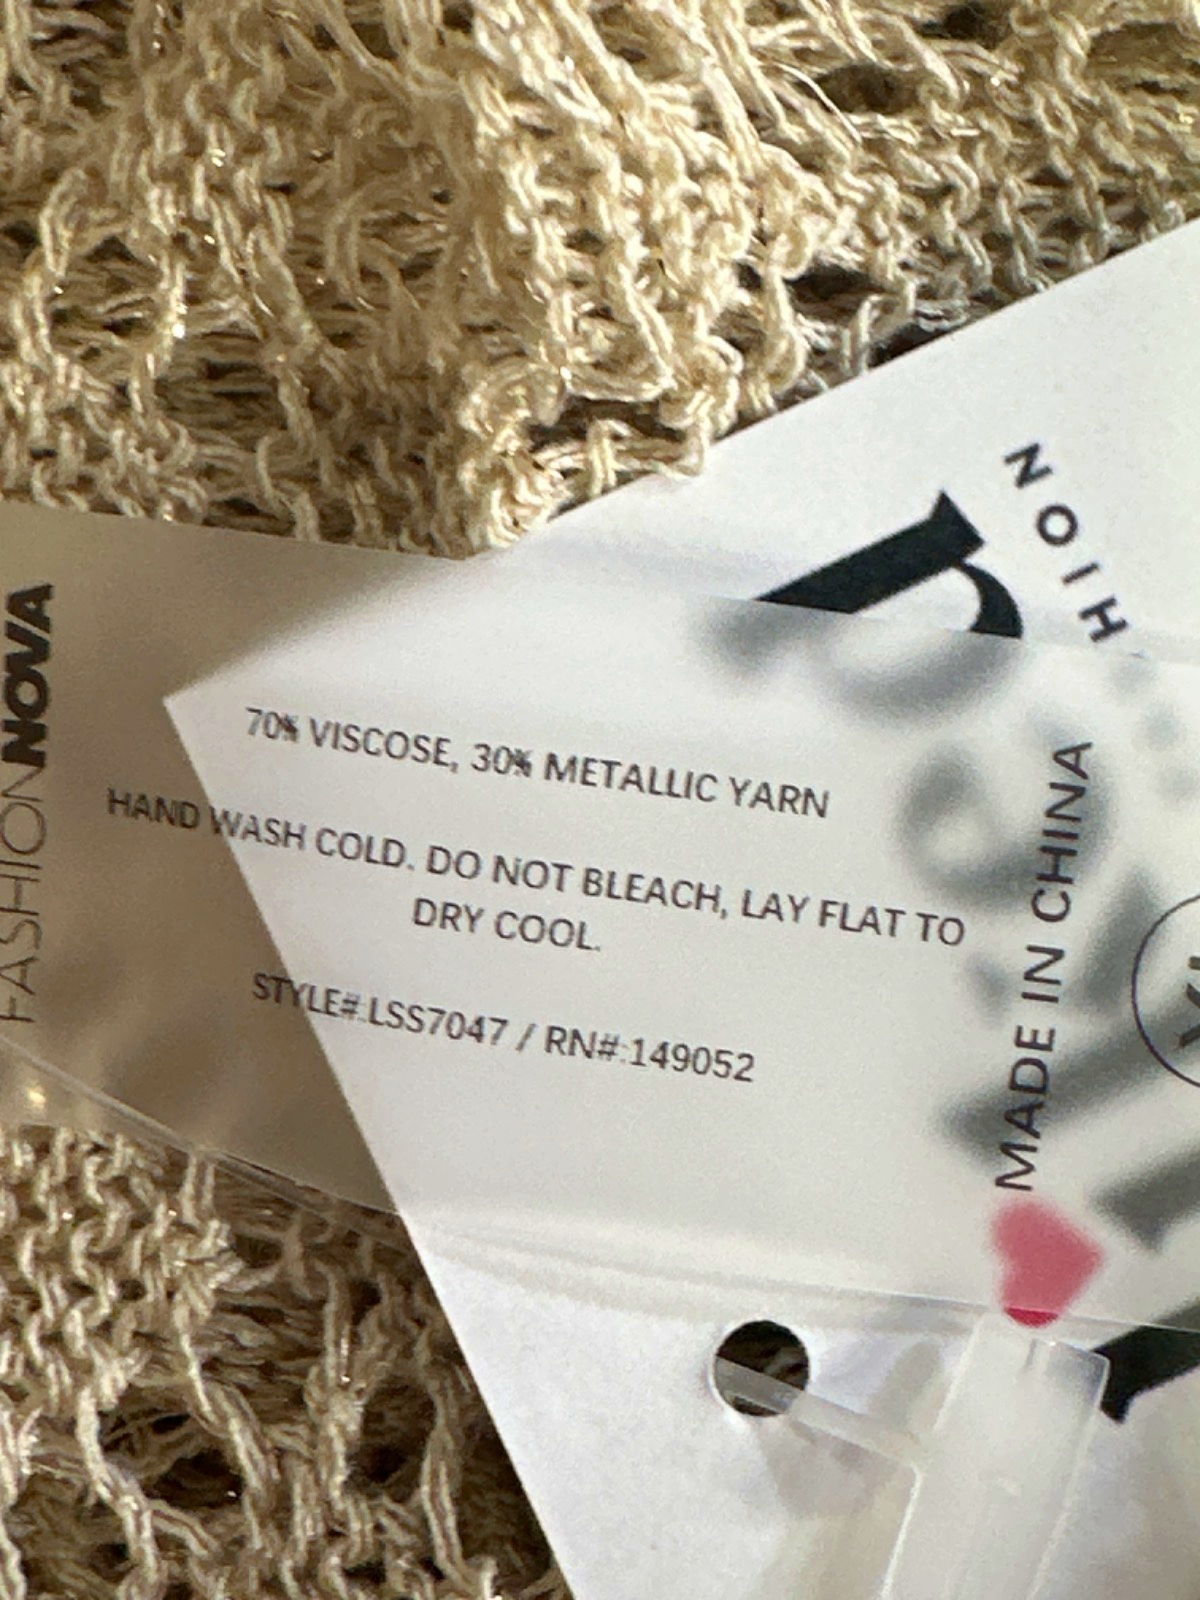 FASHIONNOVA
70% VISCOSE, 30% METALLIC YARN
HAND WASH COLD. DO NOT BLEACH, LAY FLAT TO
DRY COOL.
STYLE#:LSS7047 / RN#:149052
MADE IN CHINA